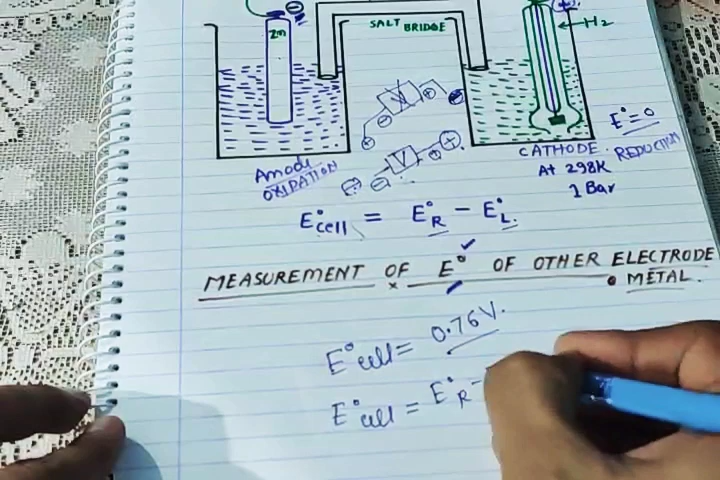 Zn
SALT BRIDGE
H2
V
V
E°=0
Anode
OXIDATION
CATHODE. REDUCTION
At 298K
1 Bar
E°cell = E°R - E°L.
MEASUREMENT OF E° OF OTHER ELECTRODE
METAL.
E°cell = 0.76V.
E°cell = E°R -